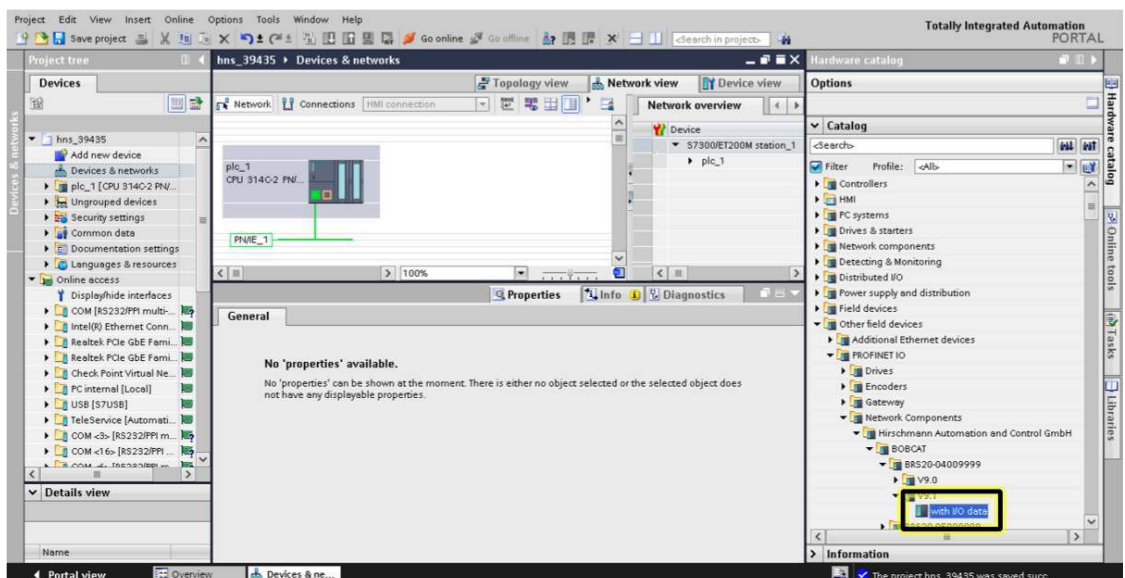 Project Edit View Insert Online Options Tools Window Help
Totally Integrated Automation
PORTAL
Save project
Go online
Go offline
<Search in project>
Project tree
hns_39435 ▸ Devices & networks
Hardware catalog
Devices
Topology view
Network view
Device view
Options
Network
Connections
HMI connection
Network overview
Catalog
Device
<Search>
hns_39435
S7300/ET200M station_1
Add new device
plc_1
plc_1
CPU 314C-2 PN/...
Filter
Profile:
<All>
Devices & networks
plc_1 [CPU 314C-2 PN/...
Ungrouped devices
Security settings
Common data
Documentation settings
Languages & resources
Online access
Display/hide interfaces
COM [RS232/PPI multi-...
Intel(R) Ethernet Conn...
Realtek PCIe GbE Fami...
Realtek PCIe GbE Fami...
Check Point Virtual Ne...
PC internal [Local]
USB [S7USB]
TeleService [Automati...
COM <3> [RS232/PPI m...
COM <16> [RS232/PPI ...
PN/IE_1
100%
Properties
Info
Diagnostics
General
No 'properties' available.
No 'properties' can be shown at the moment. There is either no object selected or the selected object does
not have any displayable properties.
Controllers
HMI
PC systems
Drives & starters
Network components
Detecting & Monitoring
Distributed I/O
Power supply and distribution
Field devices
Other field devices
Additional Ethernet devices
PROFINET IO
Drives
Encoders
Gateway
Network Components
Hirschmann Automation and Control GmbH
BOBCAT
BRS20-04009999
V9.0
V9.1
with I/O data
Details view
Name
Information
Portal view
Overview
Devices & ne...
The project hns_39435 was saved succ...
Devices & networks
Hardware catalog
Online tools
Tasks
Libraries